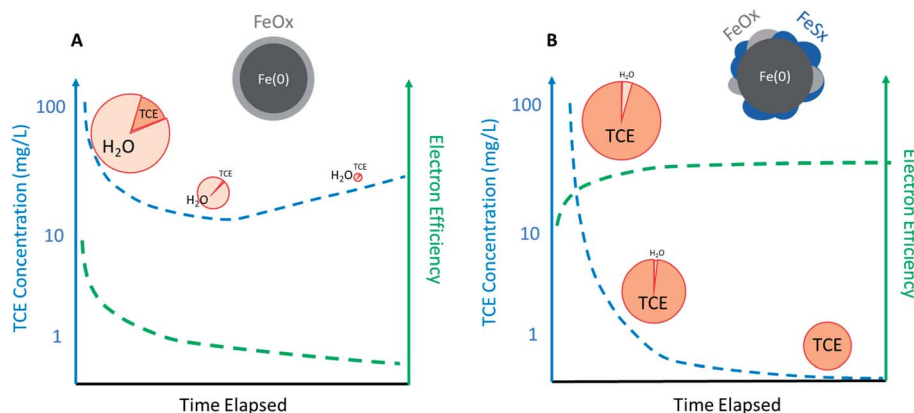 A
FeOx
Fe(0)
100
10
1
TCE Concentration (mg/L)
TCE
H₂O
TCE
H₂O
TCE
H₂O
Electron Efficiency
Time Elapsed
B
FeOx
FeSx
Fe(0)
100
10
1
TCE Concentration (mg/L)
H₂O
TCE
H₂O
TCE
TCE
Electron Efficiency
Time Elapsed